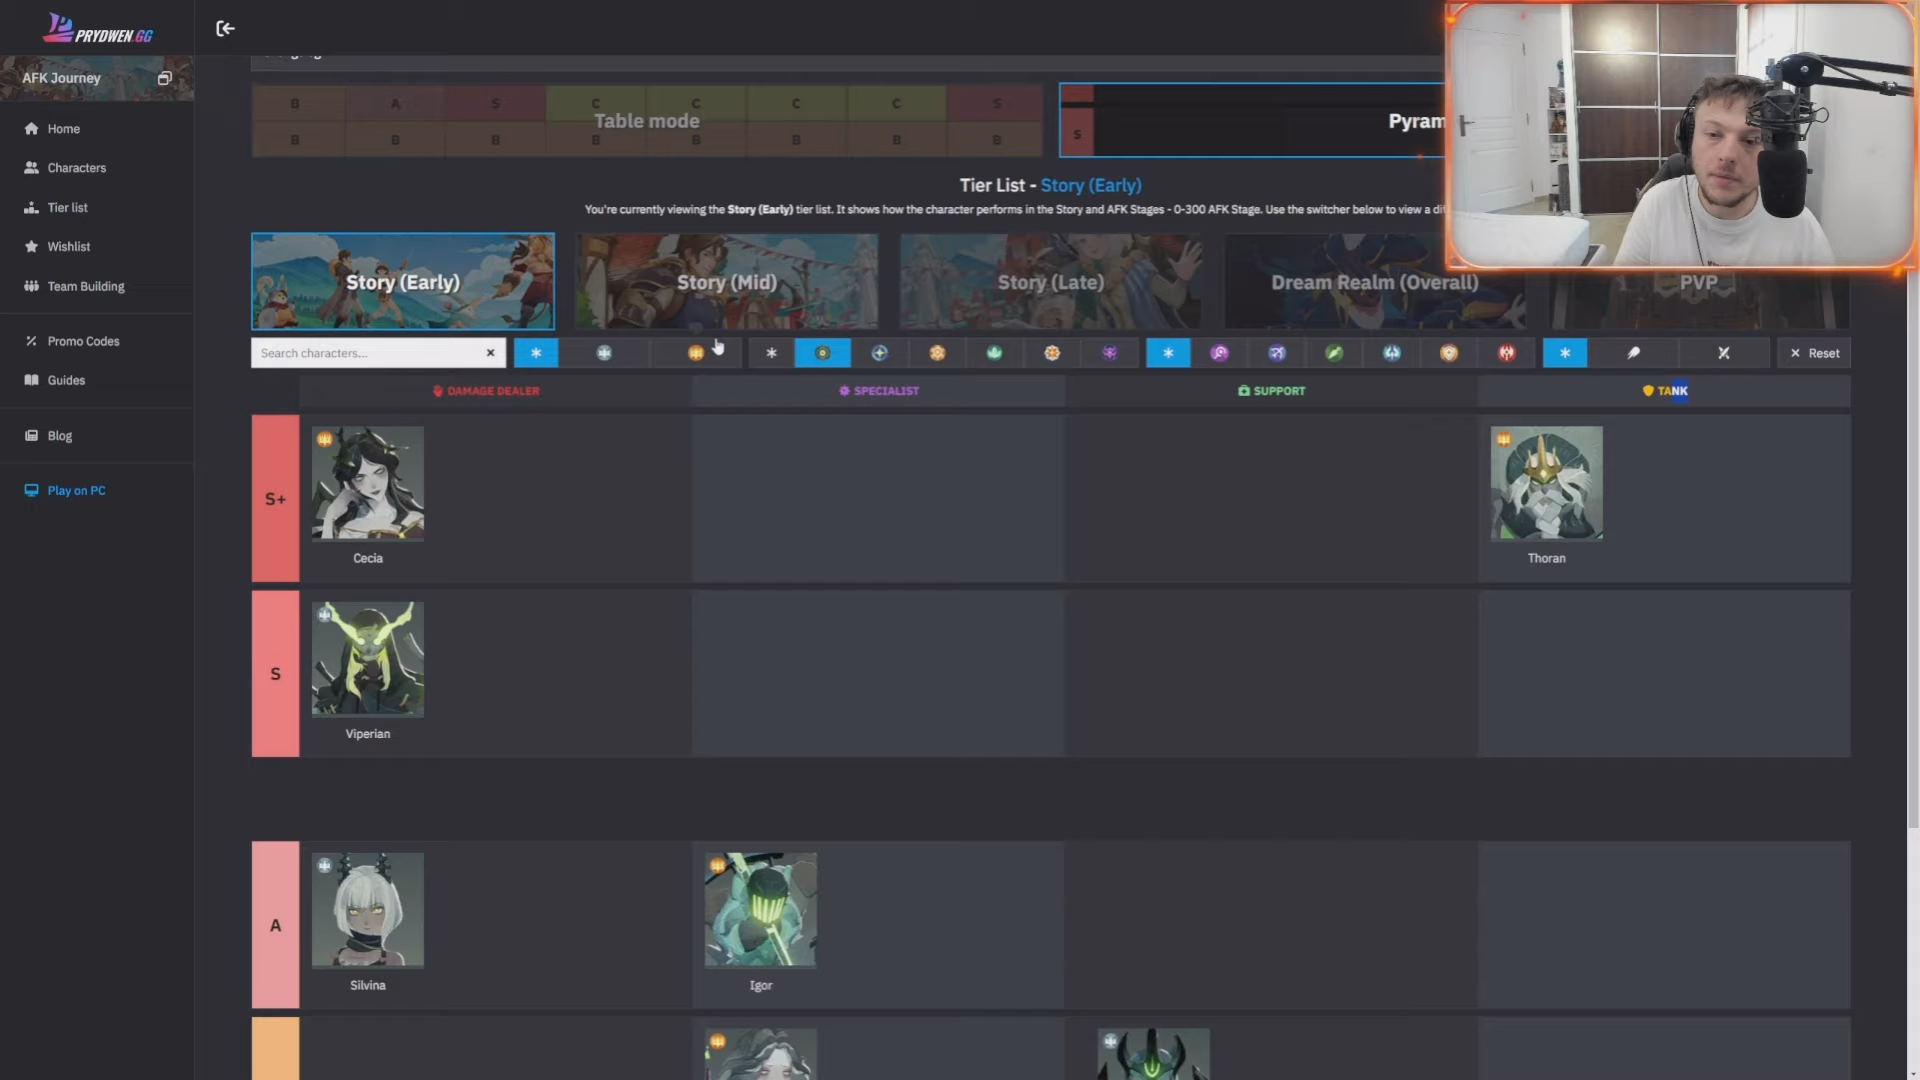 PRYDWEN.GG
AFK Journey
Home
Characters
Tier list
Wishlist
Team Building
Promo Codes
Guides
Blog
Play on PC
B A S C C C C S
Table mode
B B B B B B B B
S
Pyram
Tier List - Story (Early)
You're currently viewing the Story (Early) tier list. It shows how the character performs in the Story and AFK Stages - 0-300 AFK Stage. Use the switcher below to view a di
Story (Early)
Story (Mid)
Story (Late)
Dream Realm (Overall)
PVP
Search characters...
Reset
DAMAGE DEALER
SPECIALIST
SUPPORT
TANK
S+
Cecia
Thoran
S
Viperian
A
Silvina
Igor